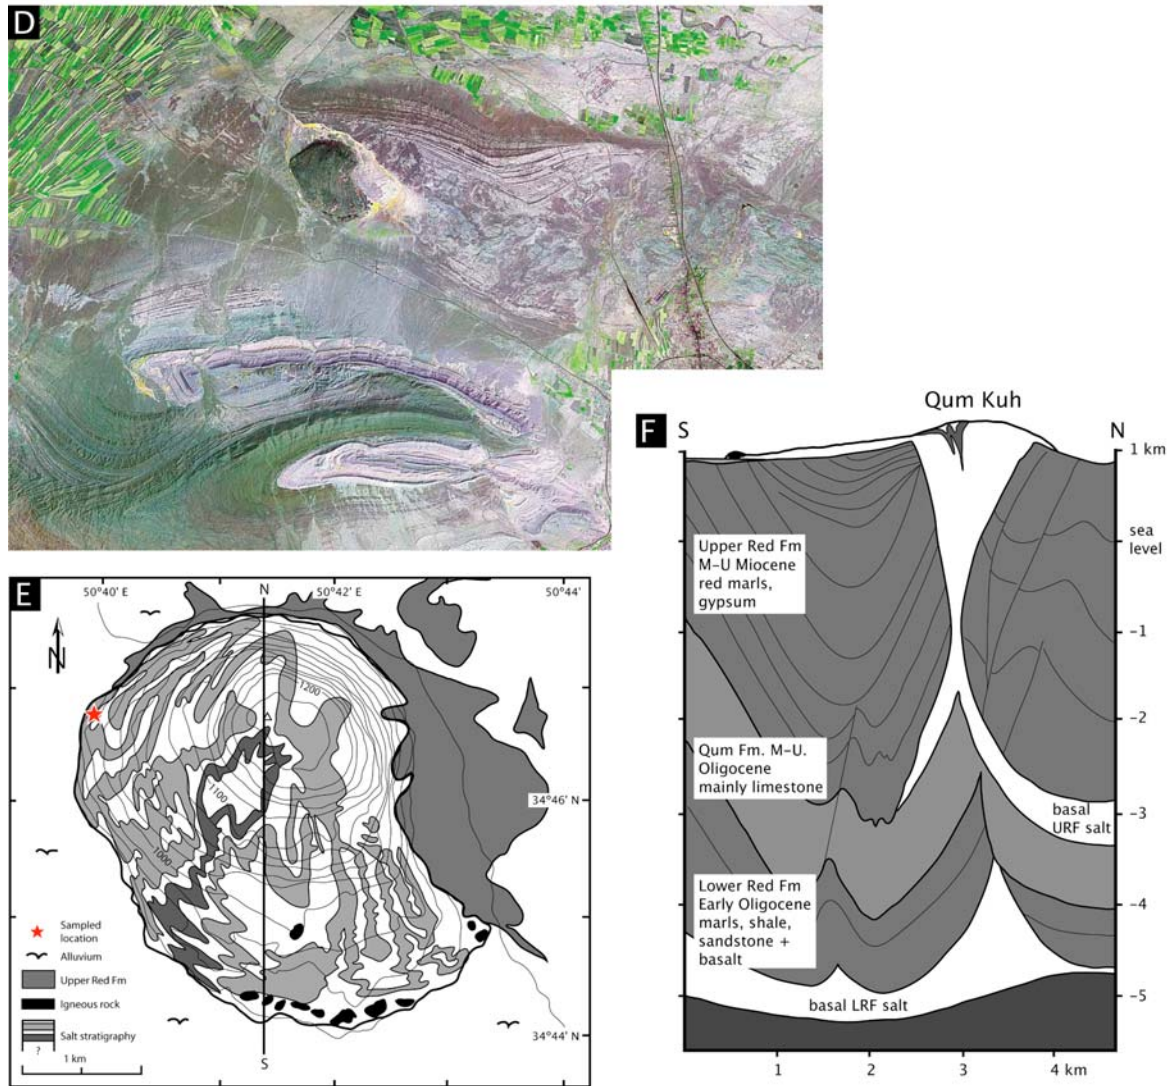 D
E
50°40' E
N
50°42' E
50°44'
N
1200
1100
34°46' N
1000
Sampled
location
Alluvium
Upper Red Fm
Igneous rock
Salt stratigraphy
?
1 km
S
34°44' N
Qum Kuh
F
S
N
1 km
sea
level
Upper Red Fm
M-U Miocene
red marls,
gypsum
-1
-2
Qum Fm. M-U.
Oligocene
mainly limestone
basal
URF salt
-3
Lower Red Fm
Early Oligocene
marls, shale,
sandstone +
basalt
-4
basal LRF salt
-5
1
2
3
4 km